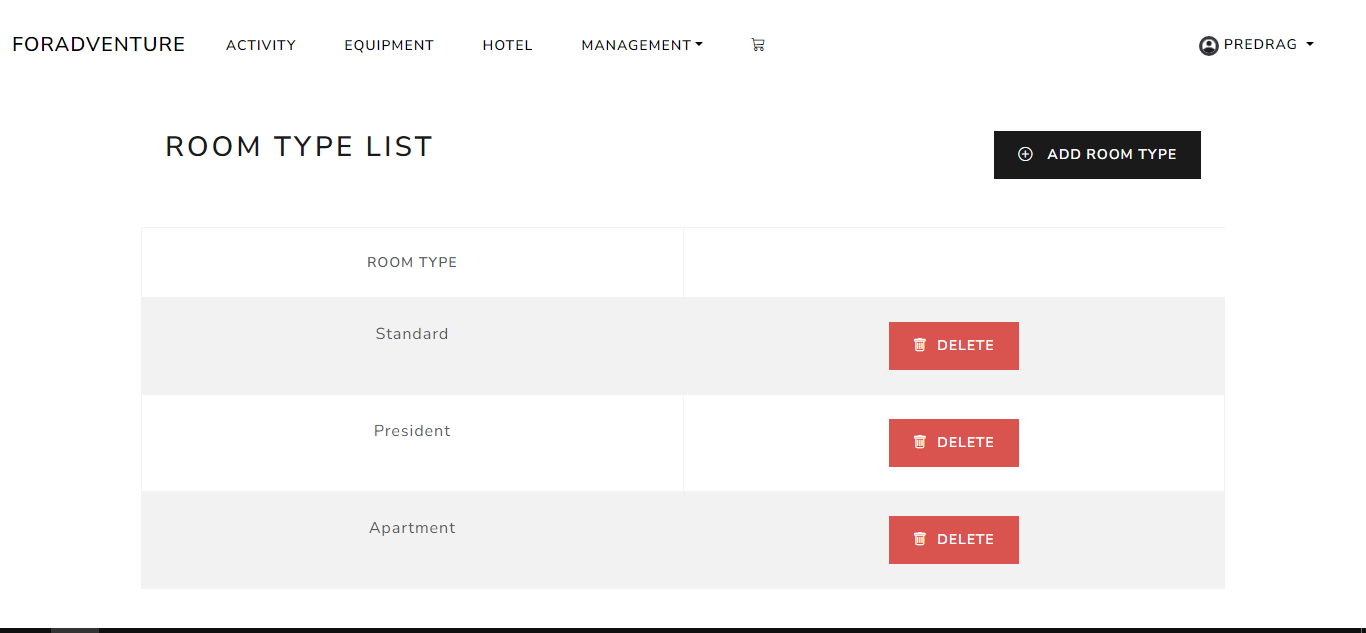 FORADVENTURE ACTIVITY EQUIPMENT HOTEL MANAGEMENT PREDRAG
ROOM TYPE LIST
ADD ROOM TYPE
ROOM TYPE
Standard DELETE
President DELETE
Apartment DELETE